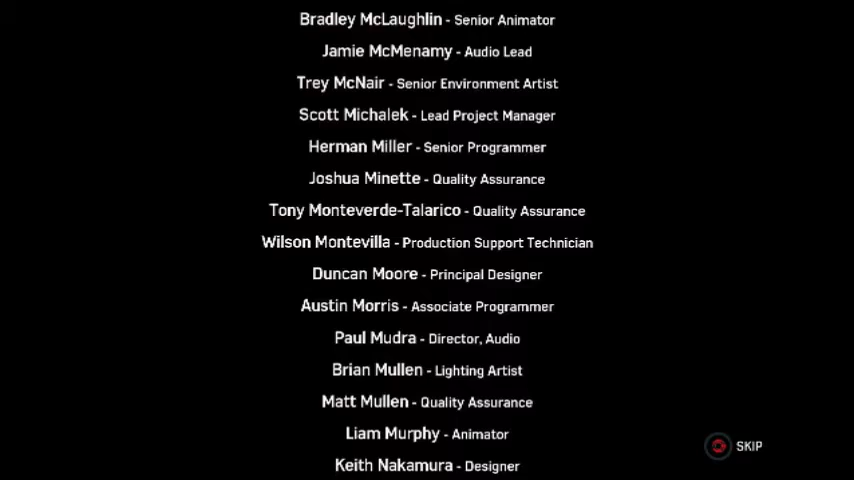 Bradley McLaughlin - Senior Animator
Jamie McMenamy - Audio Lead
Trey McNair - Senior Environment Artist
Scott Michalek - Lead Project Manager
Herman Miller - Senior Programmer
Joshua Minette - Quality Assurance
Tony Monteverde-Talarico - Quality Assurance
Wilson Montevilla - Production Support Technician
Duncan Moore - Principal Designer
Austin Morris - Associate Programmer
Paul Mudra - Director, Audio
Brian Mullen - Lighting Artist
Matt Mullen - Quality Assurance
Liam Murphy - Animator
SKIP
Keith Nakamura - Designer